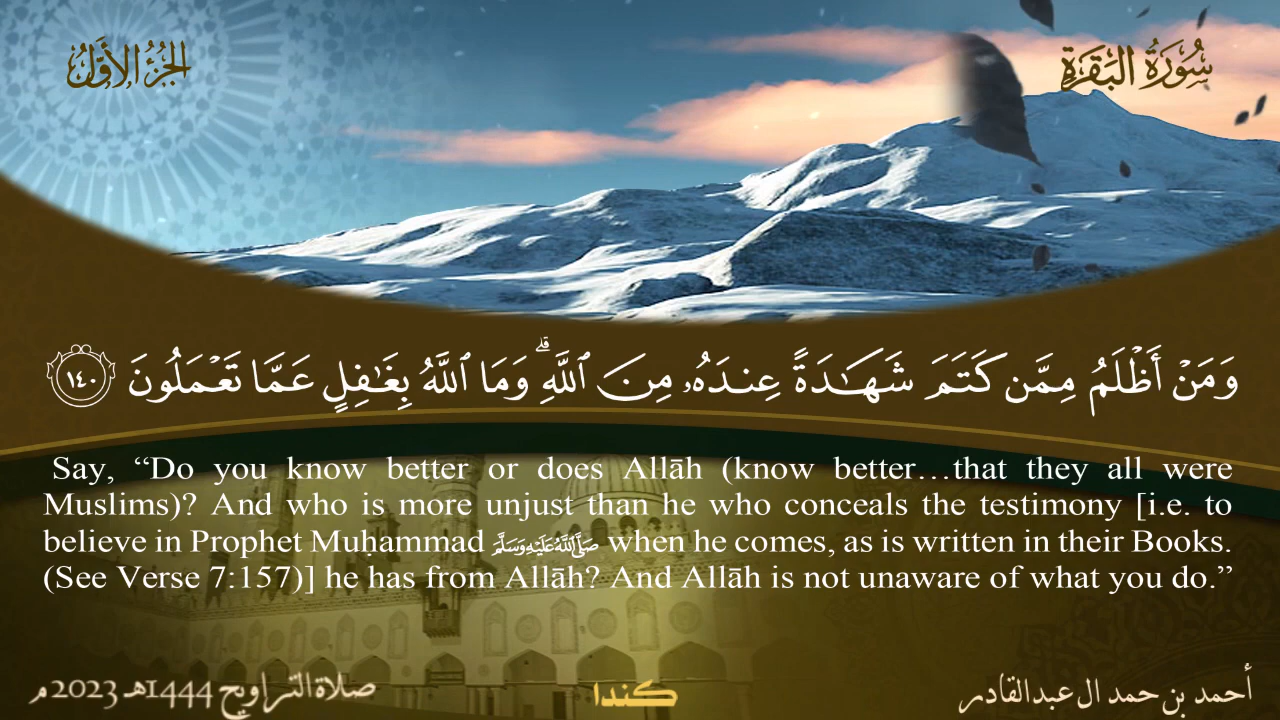 سُورَةُ البَقَرَةِ
الجُزْءُ الأَوَّلُ
وَمَنْ أَظْلَمُ مِمَّن كَتَمَ شَهَـٰدَةً عِندَهُۥ مِنَ ٱللَّهِ ۗ وَمَا ٱللَّهُ بِغَـٰفِلٍ عَمَّا تَعْمَلُونَ ١٤٠
Say, “Do you know better or does Allāh (know better…that they all were
Muslims)? And who is more unjust than he who conceals the testimony [i.e. to
believe in Prophet Muḥammad ﷺ when he comes, as is written in their Books.
(See Verse 7:157)] he has from Allāh? And Allāh is not unaware of what you do.”
أحمد بن حمد ال عبدالقادر
كندا
صلاة التراويح 1444هـ 2023م